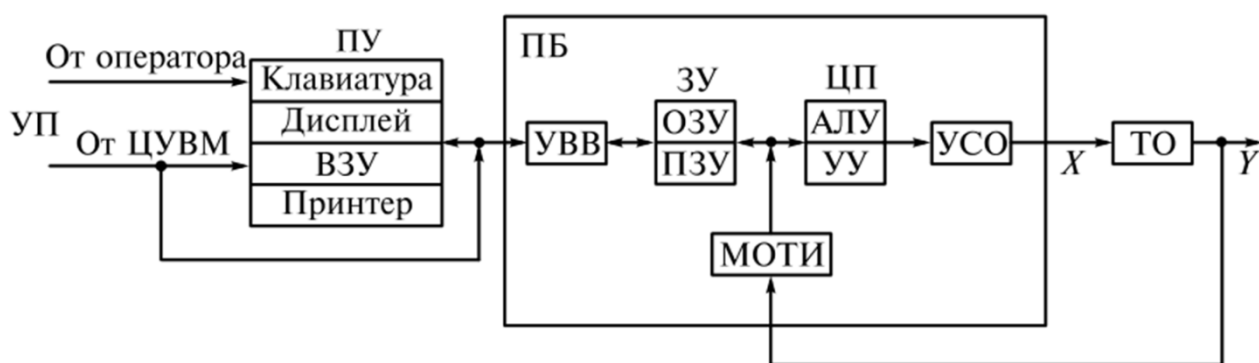 ПУ
ПБ
От оператора
Клавиатура
ЗУ
ЦП
УП
Дисплей
ОЗУ
АЛУ
От ЦУВМ
УВВ
УСО
ТО
ВЗУ
ПЗУ
УУ
X
Y
Принтер
МОТИ